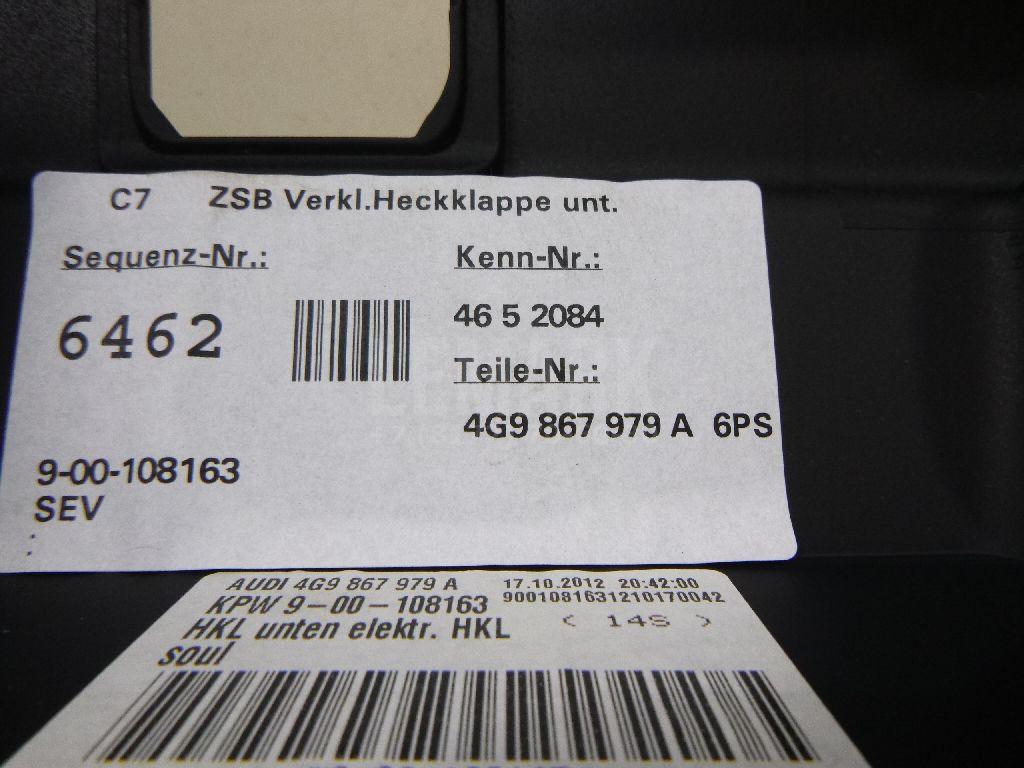 C7 ZSB Verkl.Heckklappe unt.
Sequenz-Nr.: Kenn-Nr.:
6462 46 5 2084
Teile-Nr.:
4G9 867 979 A 6PS
9-00-108163
SEV
:
AUDI 4G9 867 979 A 17.10.2012 20:42:00
KPW 9-00-108163 9001081631210170042
HKL unten elektr. HKL < 14S >
soul